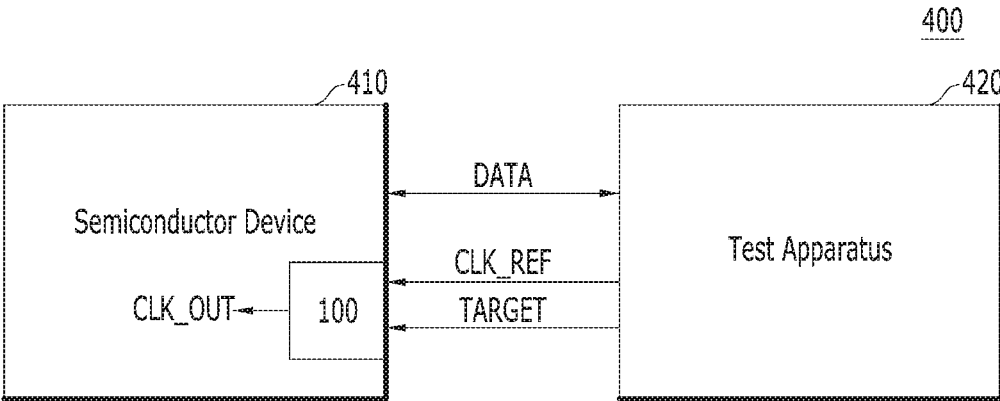 400
410
420
DATA
Semiconductor Device
Test Apparatus
CLK_REF
CLK_OUT
100
TARGET